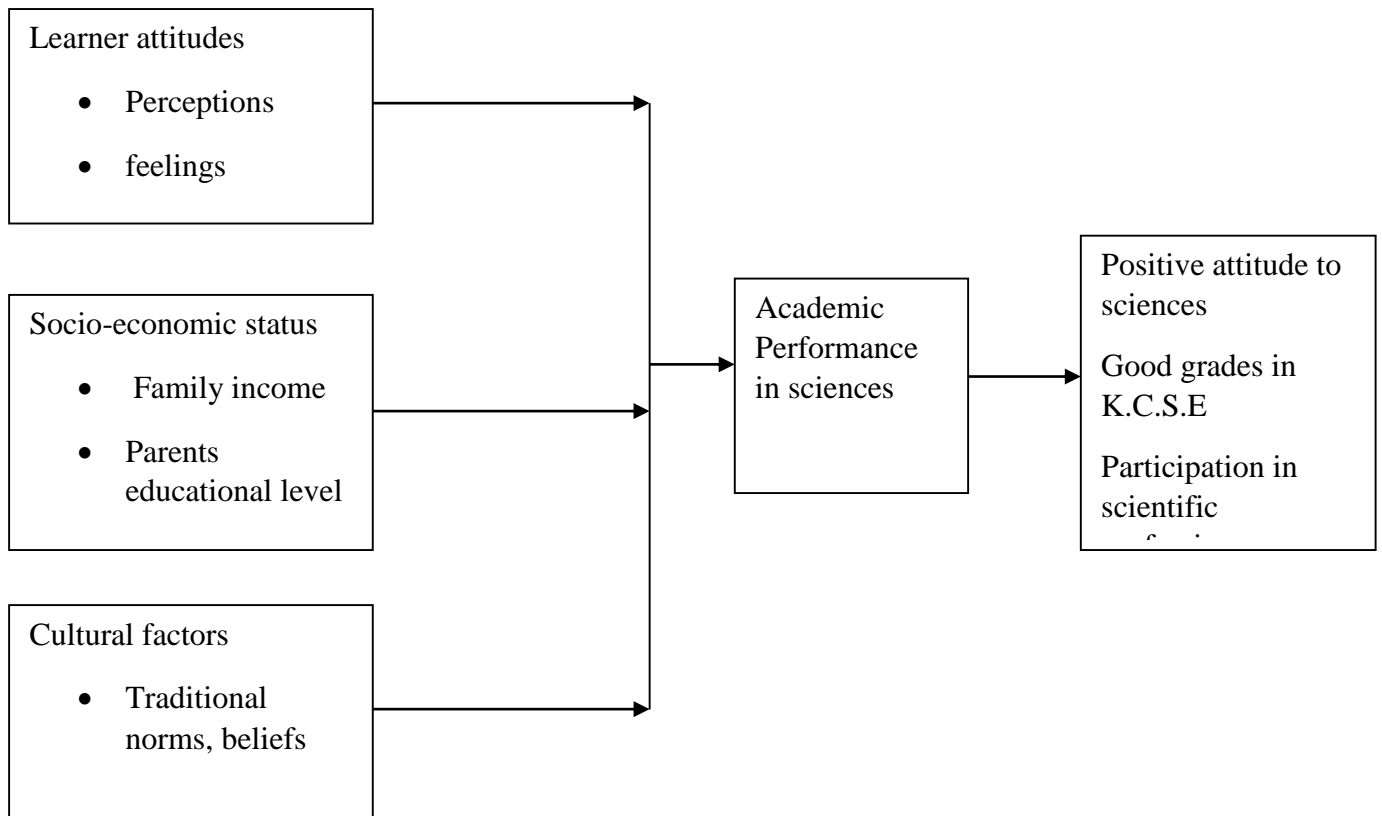 Learner attitudes
• Perceptions
• feelings
Socio-economic status
• Family income
• Parents
educational level
Cultural factors
• Traditional
norms, beliefs
Academic
Performance
in sciences
Positive attitude to
sciences
Good grades in
K.C.S.E
Participation in
scientific